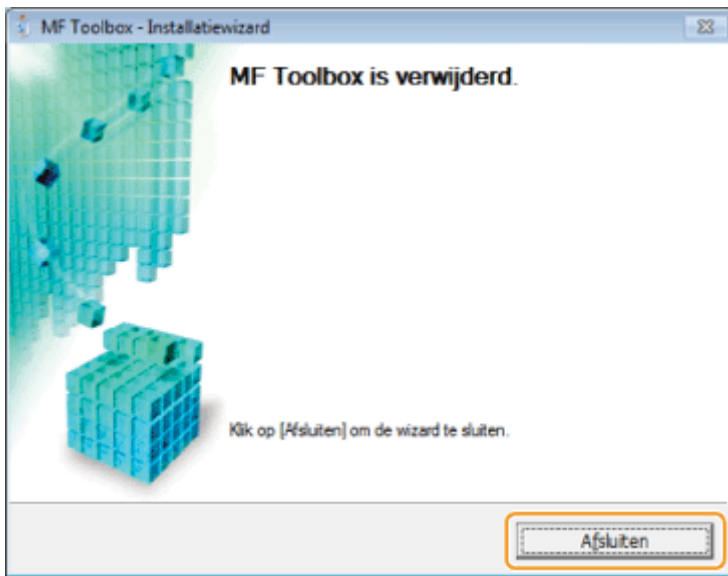 MF Toolbox - Installatiewizard
MF Toolbox is verwijderd.
Klik op [Afsluiten] om de wizard te sluiten.
Afsluiten